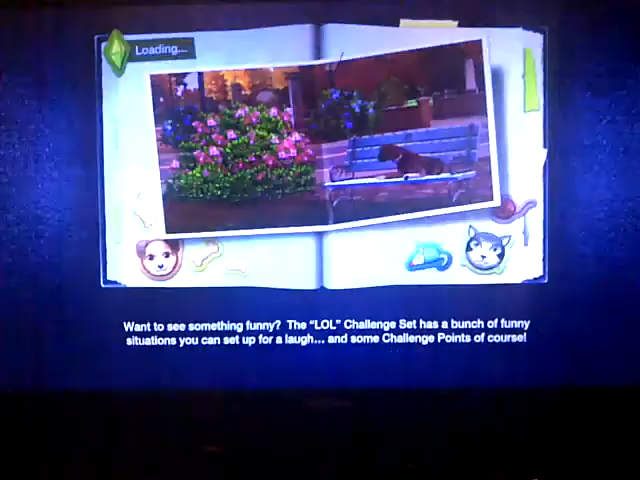 Loading...
Want to see something funny? The "LOL" Challenge Set has a bunch of funny
situations you can set up for a laugh... and some Challenge Points of course!